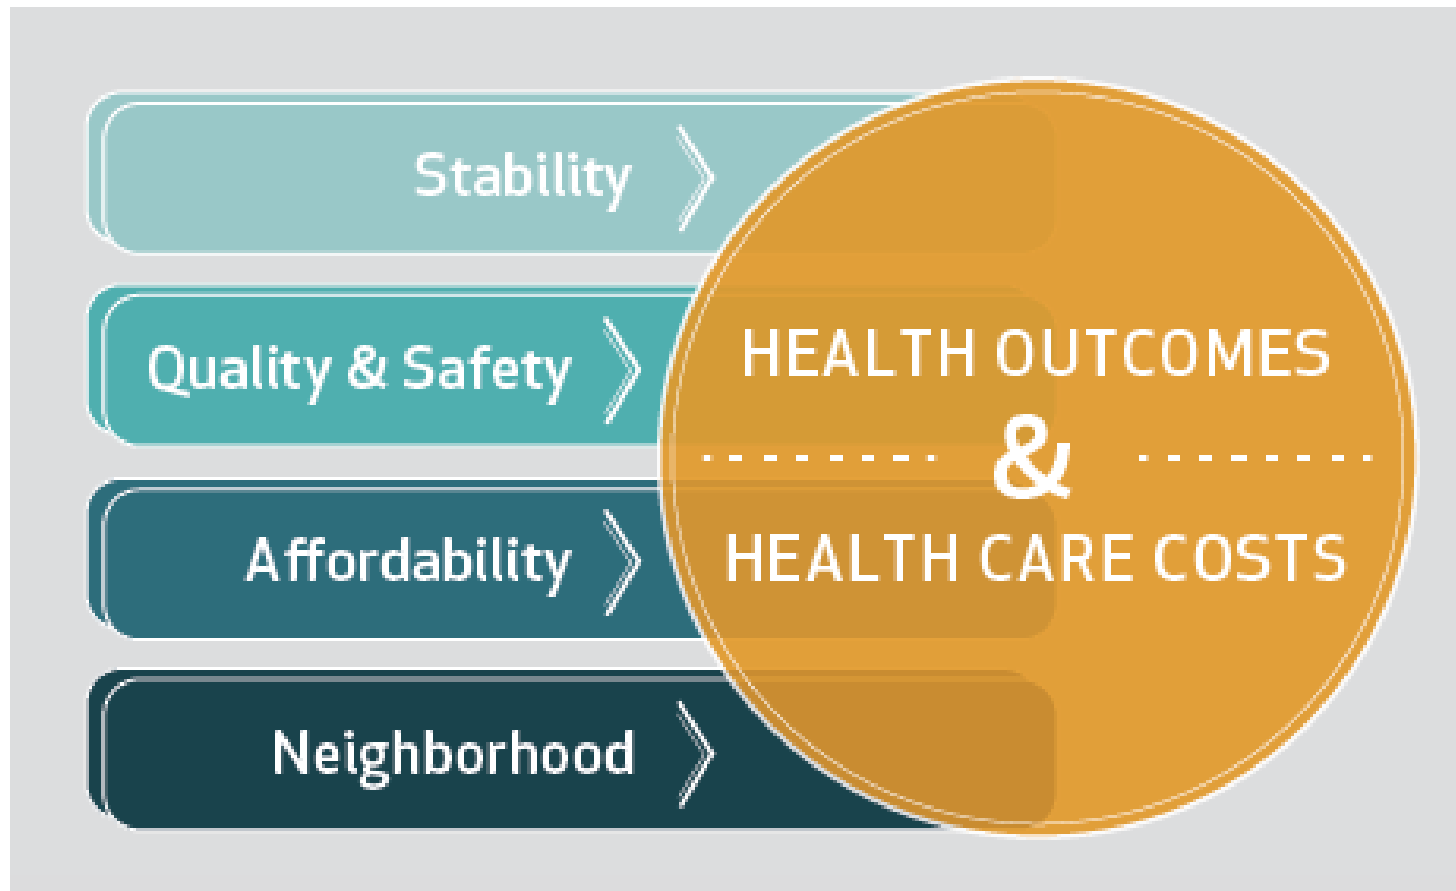 Stability
Quality & Safety
Affordability
Neighborhood
HEALTH OUTCOMES
&
HEALTH CARE COSTS